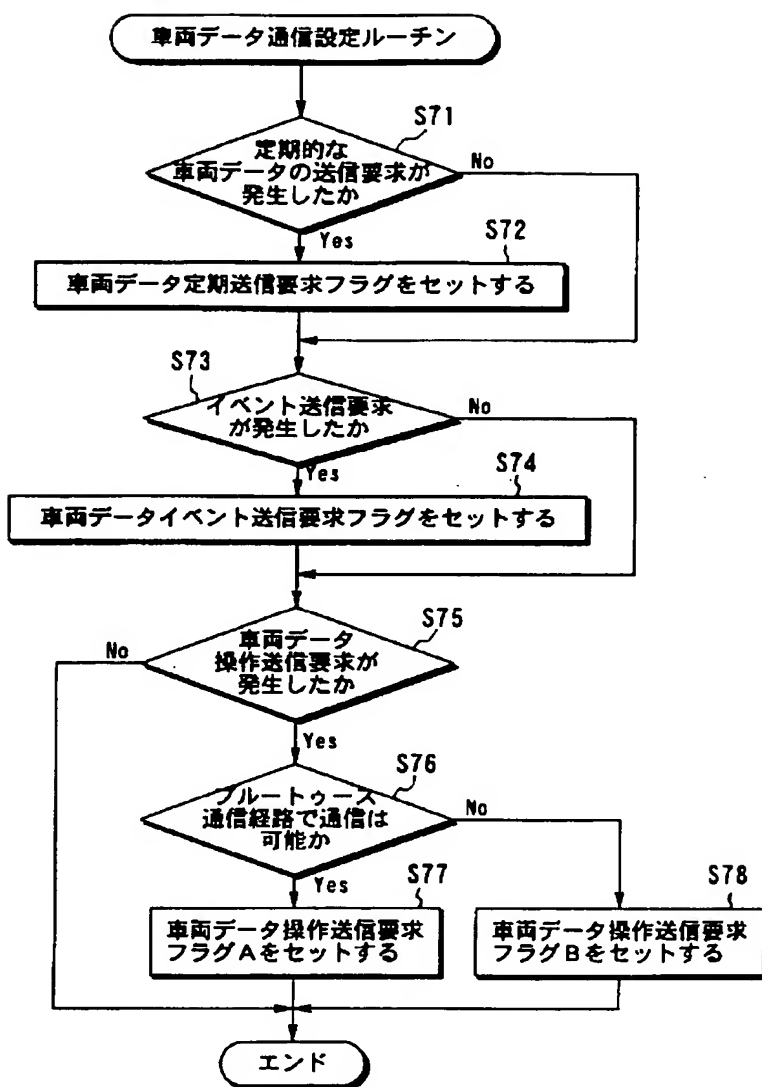 車両データ通信設定ルーチン
S71
定期的な
車両データの送信要求が
発生したか
No
Yes
S72
車両データ定期送信要求フラグをセットする
S73
イベント送信要求
が発生したか
No
Yes
S74
車両データイベント送信要求フラグをセットする
S75
車両データ
操作送信要求が
発生したか
No
Yes
S76
ブルートゥース
通信経路で通信は
可能か
No
Yes
S77
車両データ操作送信要求
フラグAをセットする
S78
車両データ操作送信要求
フラグBをセットする
エンド